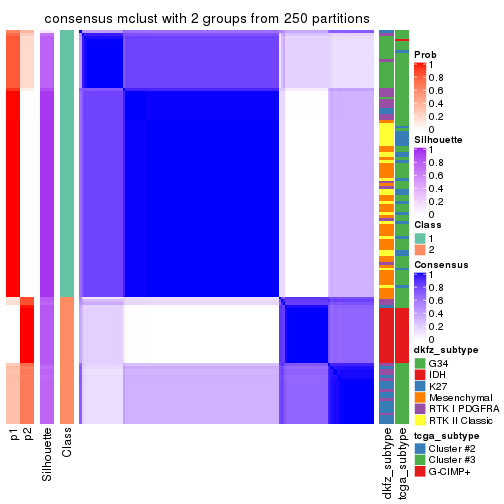 consensus mclust with 2 groups from 250 partitions
Prob
1
0.8
0.6
0.4
0.2
0
Silhouette
1
0.8
0.6
0.4
0.2
0
Class
1
2
Consensus
1
0.8
0.6
0.4
0.2
0
dkfz_subtype
G34
IDH
K27
Mesenchymal
RTK I PDGFRA
RTK II Classic
tcga_subtype
Cluster #2
Cluster #3
G-CIMP+
p1
p2
Silhouette
Class
dkfz_subtype
tcga_subtype